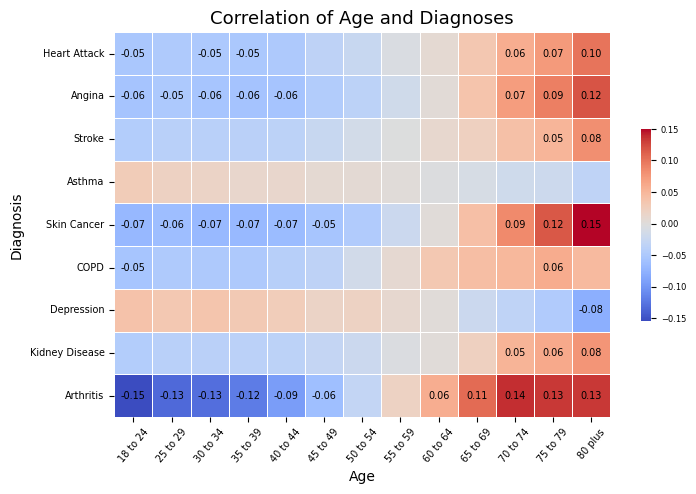 Correlation of Age and Diagnoses
Heart Attack -0.05 -0.05 -0.05 0.06 0.07 0.10
Angina -0.06 -0.05 -0.06 -0.06 -0.06 0.07 0.09 0.12
Stroke 0.05 0.08
Asthma
Skin Cancer -0.07 -0.06 -0.07 -0.07 -0.07 -0.05 0.09 0.12 0.15
COPD -0.05 0.06
Depression -0.08
Kidney Disease 0.05 0.06 0.08
Arthritis -0.15 -0.13 -0.13 -0.12 -0.09 -0.06 0.06 0.11 0.14 0.13 0.13
Diagnosis
18 to 24 25 to 29 30 to 34 35 to 39 40 to 44 45 to 49 50 to 54 55 to 59 60 to 64 65 to 69 70 to 74 75 to 79 80 plus
Age
0.15
0.10
0.05
0.00
−0.05
−0.10
−0.15